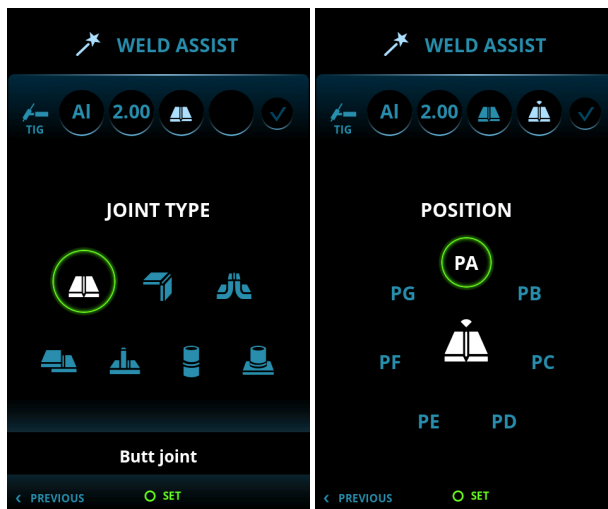 WELD ASSIST
Al 2.00
TIG
JOINT TYPE
Butt joint
PREVIOUS SET
WELD ASSIST
Al 2.00
TIG
POSITION
PA
PG PB
PF PC
PE PD
PREVIOUS SET